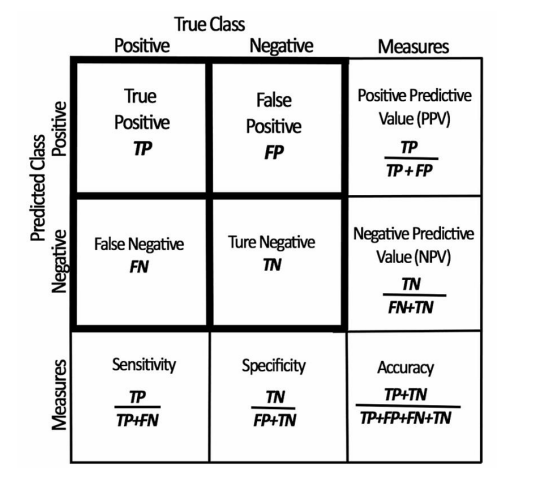 True Class
Positive Negative Measures
Predicted Class
Positive
True
Positive
TP
False
Positive
FP
Positive Predictive
Value (PPV)
TP
TP + FP
Negative
False Negative
FN
Ture Negative
TN
Negative Predictive
Value (NPV)
TN
FN+TN
Measures
Sensitivity
TP
TP+FN
Specificity
TN
FP+TN
Accuracy
TP+TN
TP+FP+FN+TN